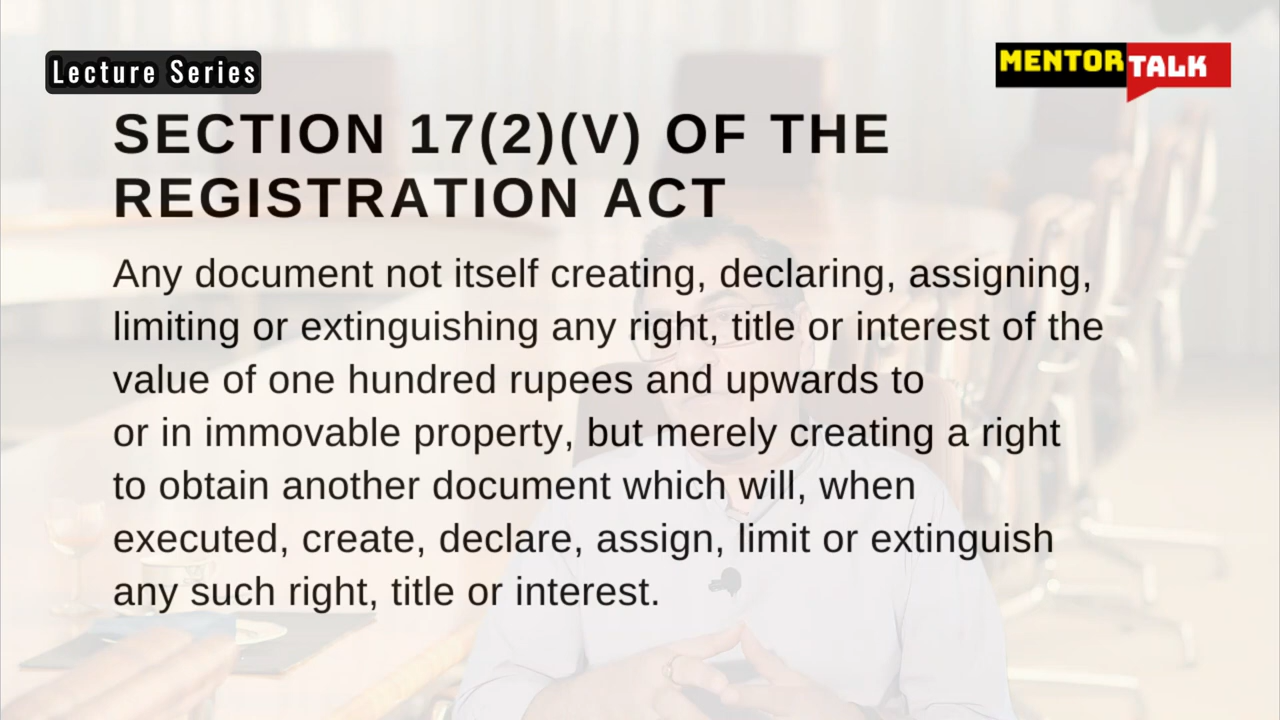 Lecture Series
MENTOR TALK
SECTION 17(2)(V) OF THE
REGISTRATION ACT
Any document not itself creating, declaring, assigning,
limiting or extinguishing any right, title or interest of the
value of one hundred rupees and upwards to
or in immovable property, but merely creating a right
to obtain another document which will, when
executed, create, declare, assign, limit or extinguish
any such right, title or interest.